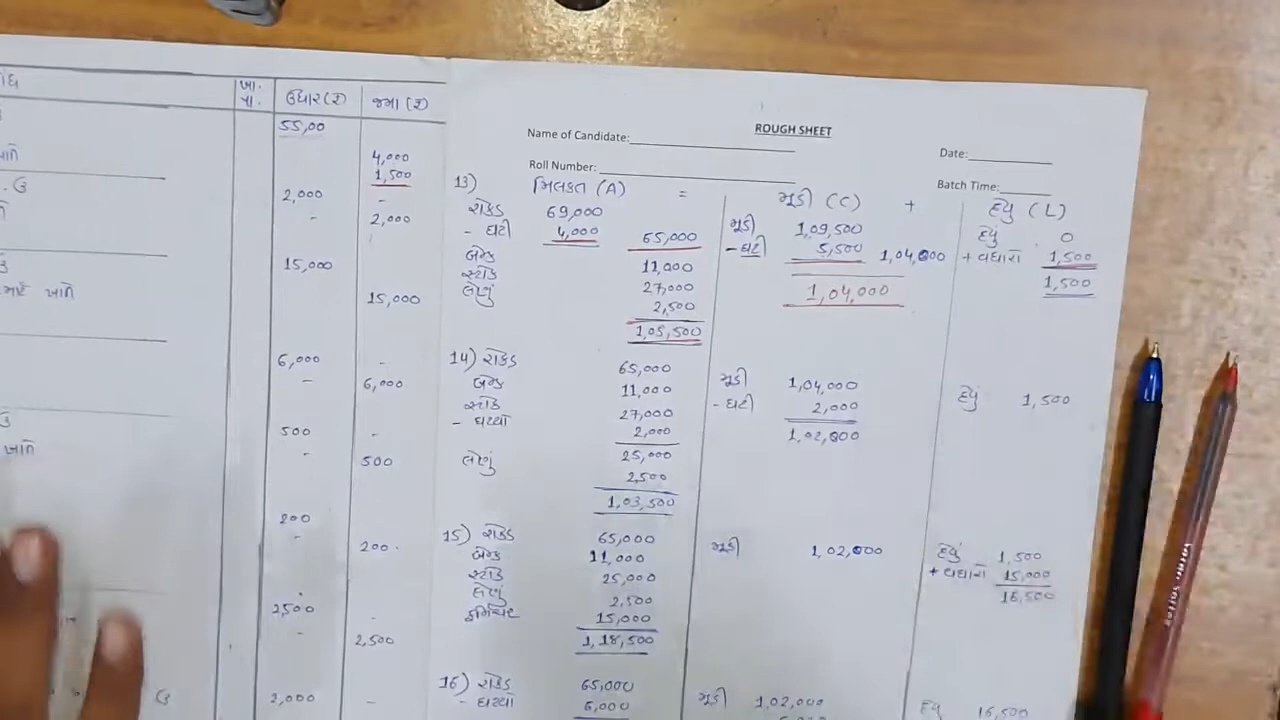 ખા. પા. ઉધાર(₹) જમા (₹)
55,00
4,000
1,500
2,000 -
- 2,000
15,000
15,000
ખાતે
6,000 -
- 6,000
500 -
- 500
ખાતે
200
- 200.
2,500 -
- 2,500
2,000 -
ROUGH SHEET
Name of Candidate:
Date:
Roll Number:
Batch Time:
13) મિલકત (A) = મૂડી (C) + દેવું (L)
રોકડ 69,000 મૂડી 1,09,500 દેવું 0
- ઘટી 4,000 65,000 - ઘટી 5,500 1,04,000 + વધારો 1,500
બેન્ક 11,000 1,04,000 1,500
સ્ટોક 27,000
લેણું 2,500
1,05,500
14) રોકડ 65,000 મૂડી 1,04,000 દેવું 1,500
બેન્ક 11,000 - ઘટી 2,000
સ્ટોક 27,000 1,02,000
- ઘટ્યો 2,000
25,000
લેણું 2,500
1,03,500
15) રોકડ 65,000 મૂડી 1,02,000 દેવું 1,500
બેન્ક 11,000 + વધારો 15,000
સ્ટોક 25,000 16,500
લેણું 2,500
ફર્નિચર 15,000
1,18,500
16) રોકડ 65,000 મૂડી 1,02,000 દેવું 16,500
- ઘટ્યો 6,000